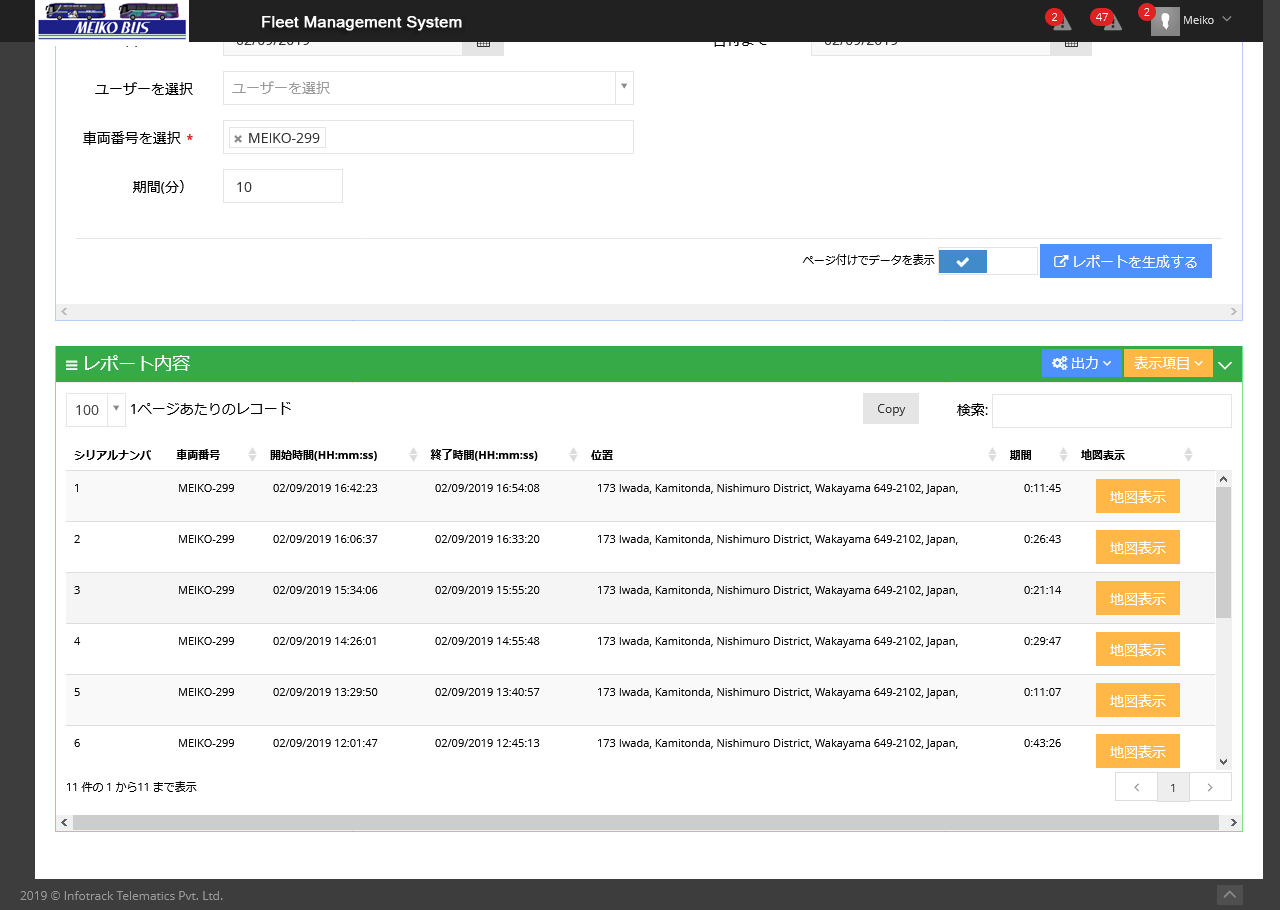 MEIKO BUS
Fleet Management System
2
47
2
Meiko
02/09/2019
02/09/2019
ユーザーを選択 ユーザーを選択
車両番号を選択 * × MEIKO-299
期間(分) 10
ページ付けでデータを表示 レポートを生成する
レポート内容 出力 表示項目
100 1ページあたりのレコード Copy 検索:
シリアルナンバ 車両番号 開始時間(HH:mm:ss) 終了時間(HH:mm:ss) 位置 期間 地図表示
1 MEIKO-299 02/09/2019 16:42:23 02/09/2019 16:54:08 173 Iwada, Kamitonda, Nishimuro District, Wakayama 649-2102, Japan, 0:11:45 地図表示
2 MEIKO-299 02/09/2019 16:06:37 02/09/2019 16:33:20 173 Iwada, Kamitonda, Nishimuro District, Wakayama 649-2102, Japan, 0:26:43 地図表示
3 MEIKO-299 02/09/2019 15:34:06 02/09/2019 15:55:20 173 Iwada, Kamitonda, Nishimuro District, Wakayama 649-2102, Japan, 0:21:14 地図表示
4 MEIKO-299 02/09/2019 14:26:01 02/09/2019 14:55:48 173 Iwada, Kamitonda, Nishimuro District, Wakayama 649-2102, Japan, 0:29:47 地図表示
5 MEIKO-299 02/09/2019 13:29:50 02/09/2019 13:40:57 173 Iwada, Kamitonda, Nishimuro District, Wakayama 649-2102, Japan, 0:11:07 地図表示
6 MEIKO-299 02/09/2019 12:01:47 02/09/2019 12:45:13 173 Iwada, Kamitonda, Nishimuro District, Wakayama 649-2102, Japan, 0:43:26 地図表示
11 件の 1 から11 まで表示 1
2019 © Infotrack Telematics Pvt. Ltd.